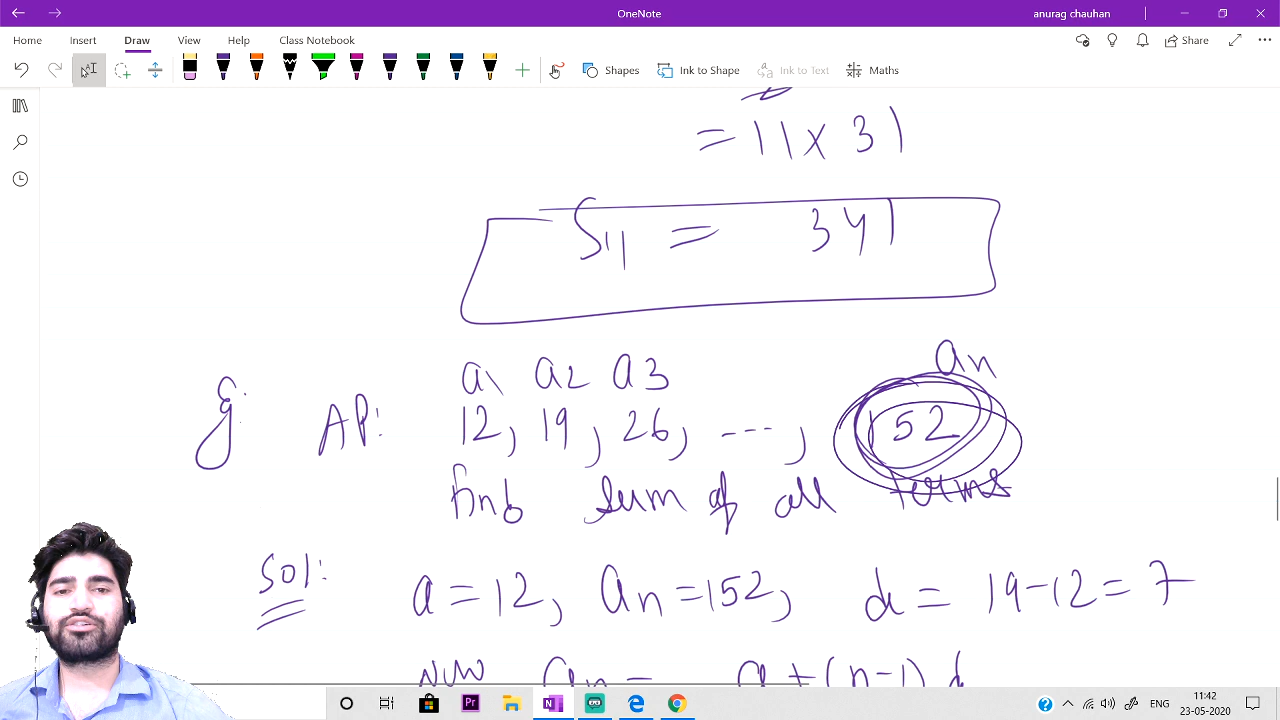 OneNote
anurag chauhan
Home Insert Draw View Help Class Notebook
Share
Shapes Ink to Shape Ink to Text Maths
= 11 x 31
S11 = 341
a1 a2 a3 an
eg: AP: 12, 19, 26, ---, 152
find sum of all terms
Sol: a = 12, an = 152, d = 19-12 = 7
Now an = a + (n-1) d
ENG 11:42
23-05-2020